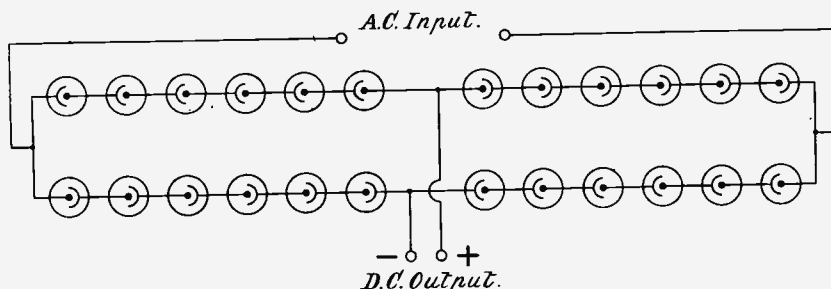 A.C. Input.
− +
D.C. Output.